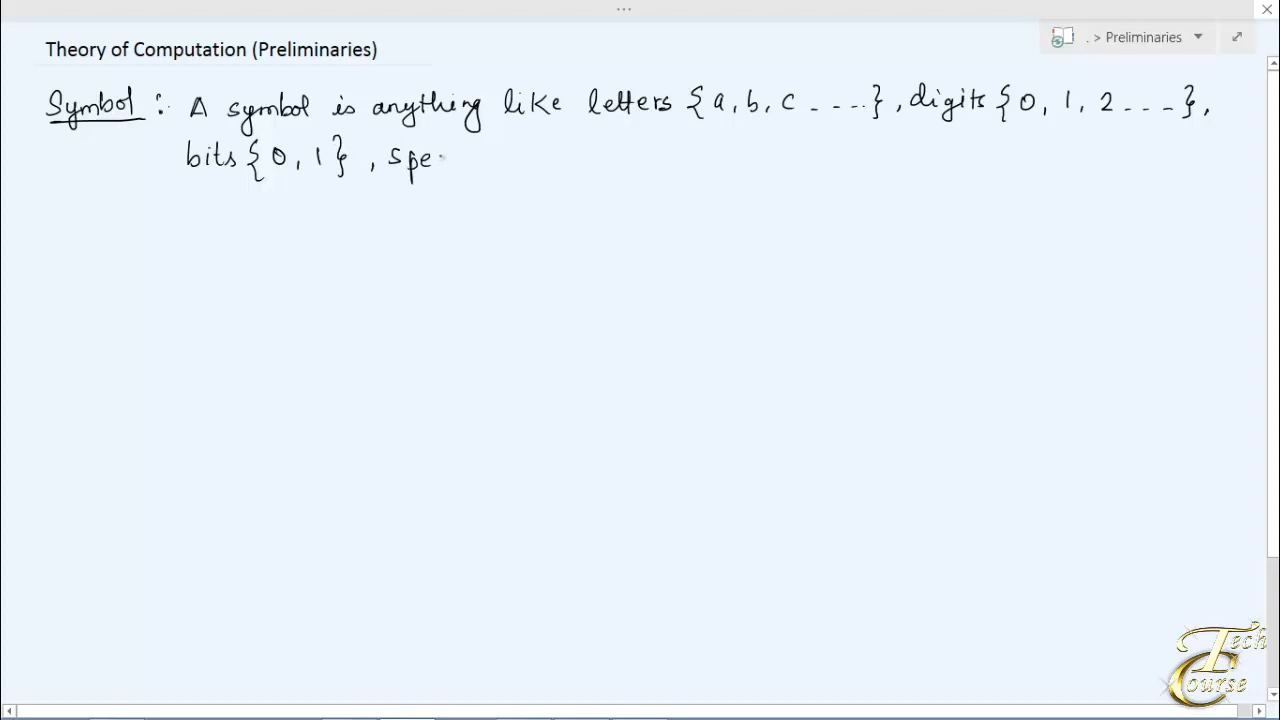 Theory of Computation (Preliminaries)
. > Preliminaries
Symbol : A symbol is anything like letters {a, b, c - - - -}, digits {0, 1, 2 - - - -},
bits {0, 1} , spe
Tech
Course